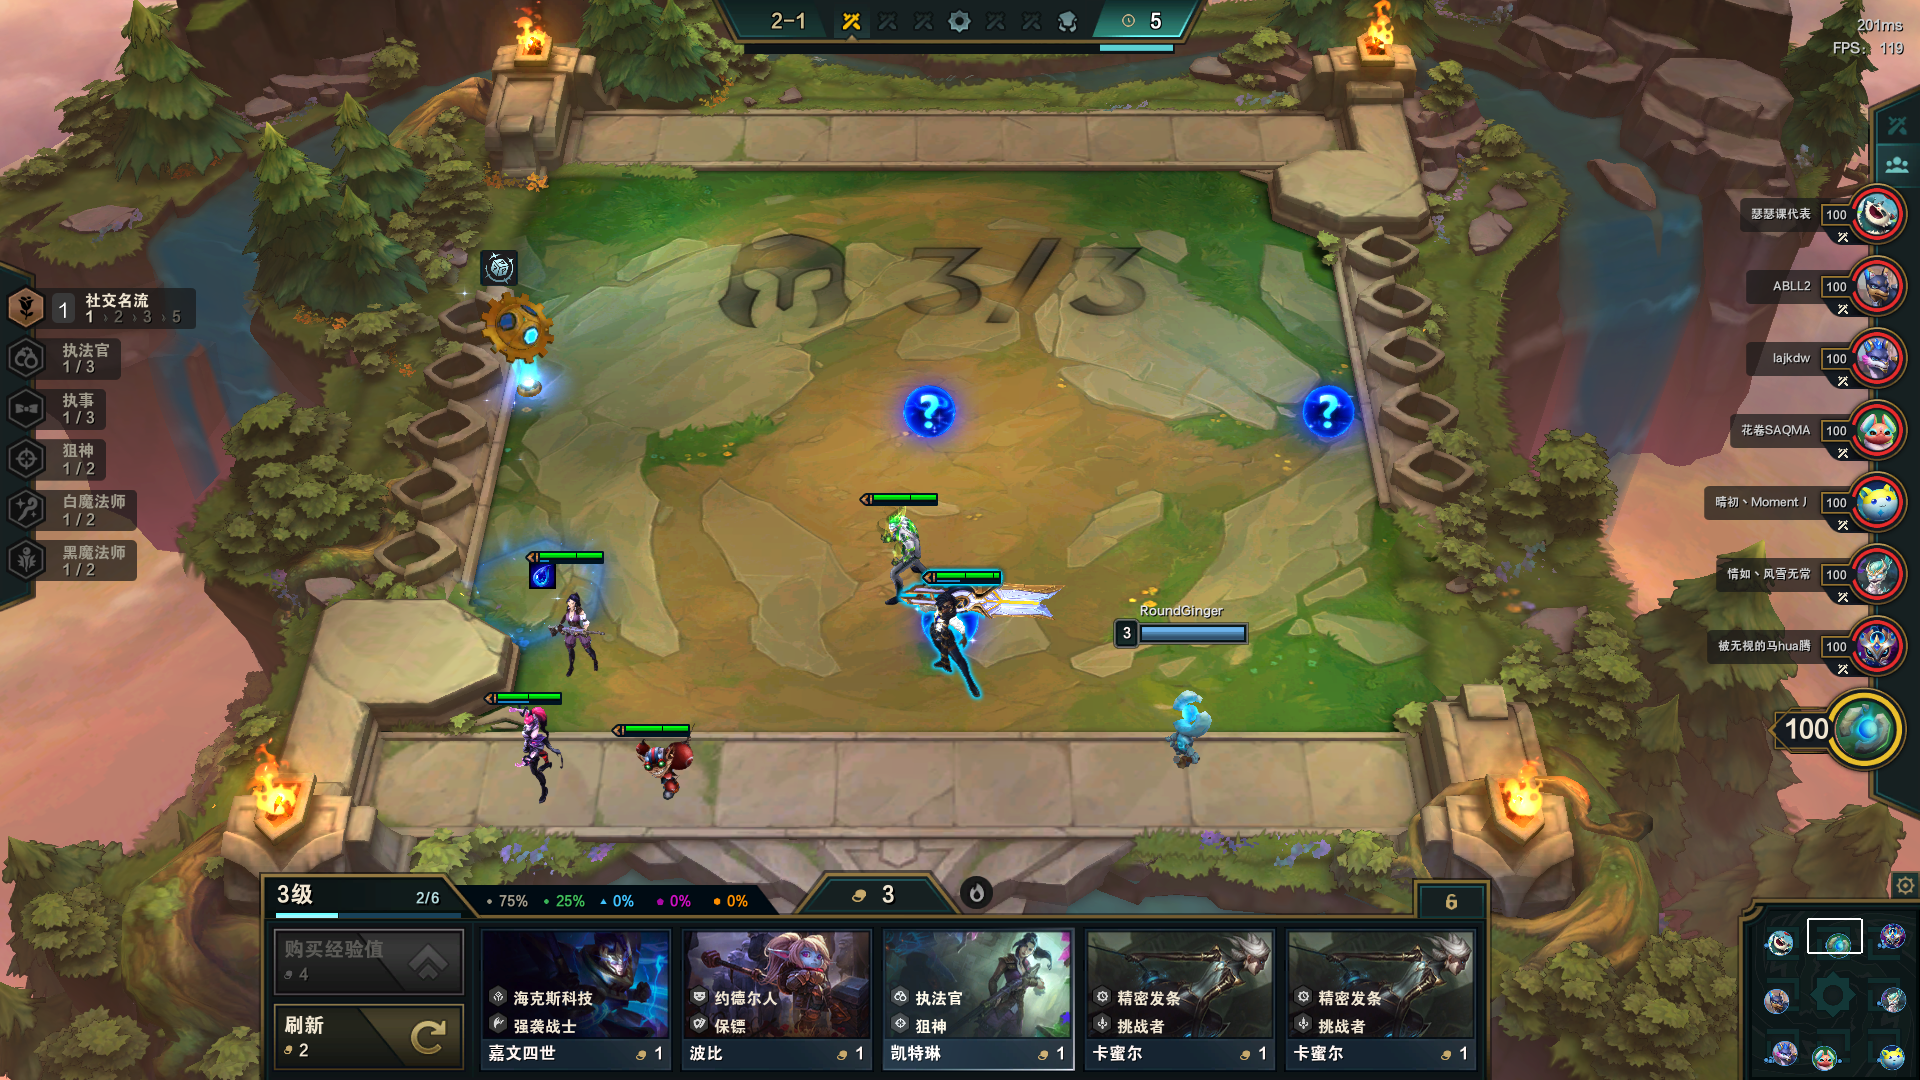 2-1
5
201ms
FPS: 119
3/3
1
社交名流
1 › 2 › 3 › 5
执法官
1 / 3
执事
1 / 3
狙神
1 / 2
白魔法师
1 / 2
黑魔法师
1 / 2
瑟瑟课代表
100
ABLL2
100
lajkdw
100
花卷SAQMA
100
晴初丶Moment丿
100
情如丶风雪无常
100
被无视的马hua腾
100
100
?
?
RoundGinger
3
3级
2/6
75%
25%
0%
0%
0%
3
6
购买经验值
4
刷新
2
海克斯科技
强袭战士
嘉文四世
1
约德尔人
保镖
波比
1
执法官
狙神
凯特琳
1
精密发条
挑战者
卡蜜尔
1
精密发条
挑战者
卡蜜尔
1